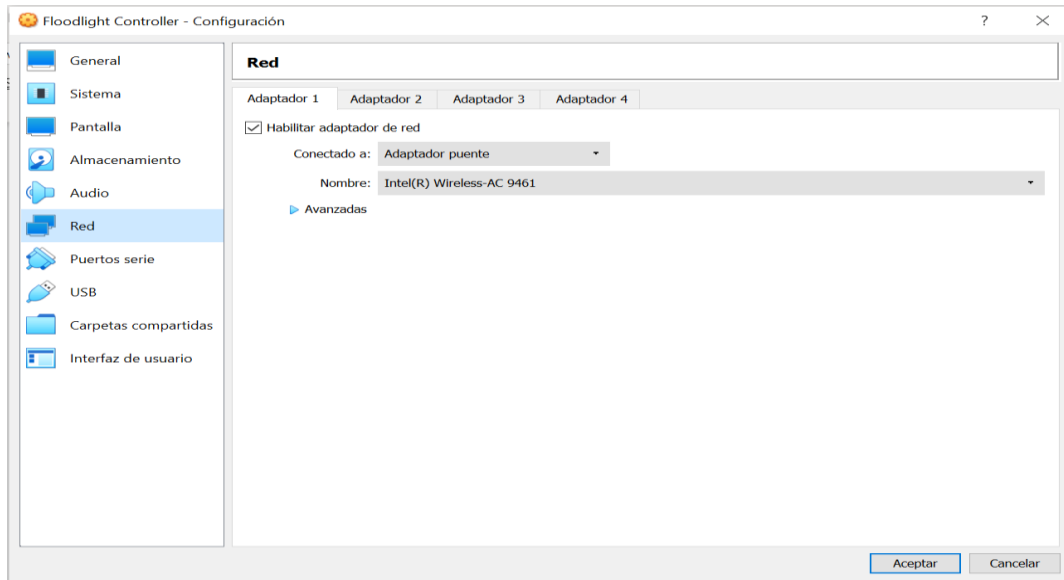 Floodlight Controller - Configuración
?
General
Sistema
Pantalla
Almacenamiento
Audio
Red
Puertos serie
USB
Carpetas compartidas
Interfaz de usuario
Red
Adaptador 1 Adaptador 2 Adaptador 3 Adaptador 4
Habilitar adaptador de red
Conectado a: Adaptador puente
Nombre: Intel(R) Wireless-AC 9461
Avanzadas
Aceptar Cancelar